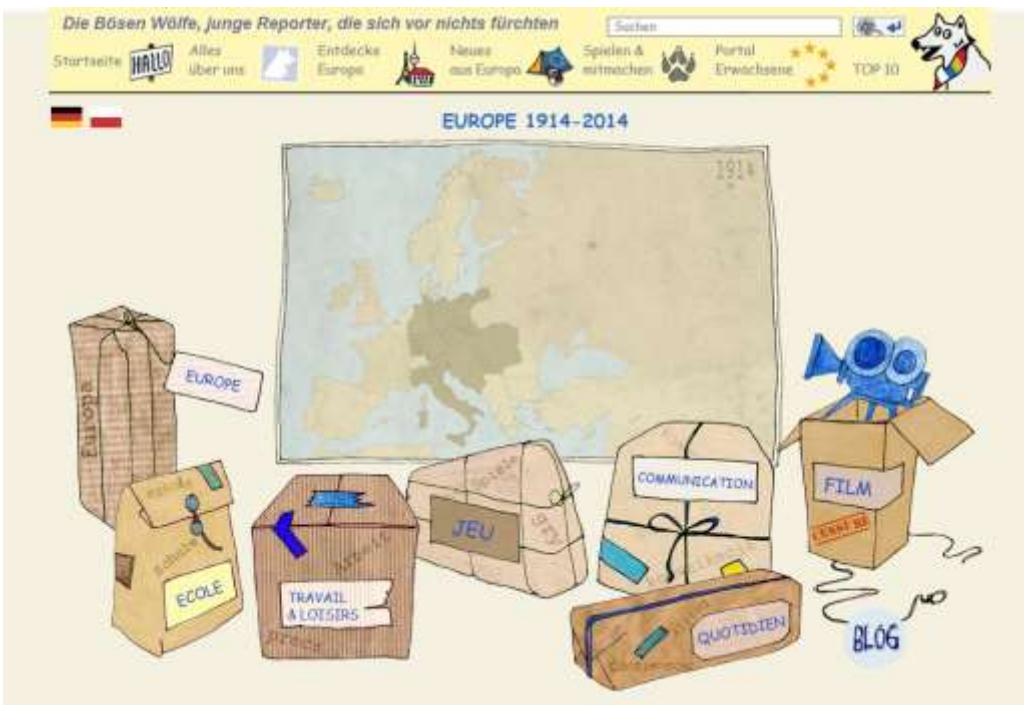 Die Bösen Wölfe, junge Reporter, die sich vor nichts fürchten
Suchen
Startseite
HALLO
Alles
über uns
Entdecke
Europa
Neues
aus Europa
Spielen &
mitmachen
Portal
Erwachsene
TOP 10
EUROPE 1914-2014
1914
EUROPE
Europa
ECOLE
TRAVAIL
& LOISIRS
praca
JEU
gry
COMMUNICATION
FILM
QUOTIDIEN
BLOG